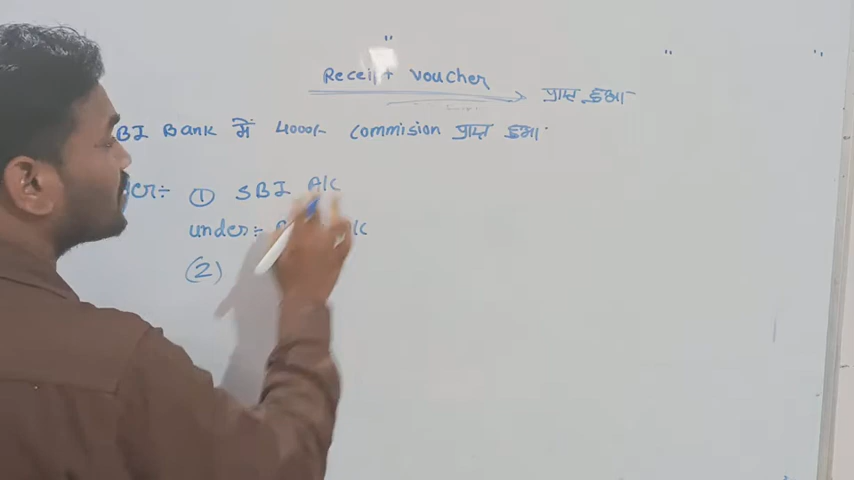 Receipt voucher
प्राप्त हुआ
Bank में 4000/- Commision प्राप्त हुआ
① SBI A/C
under:-
②